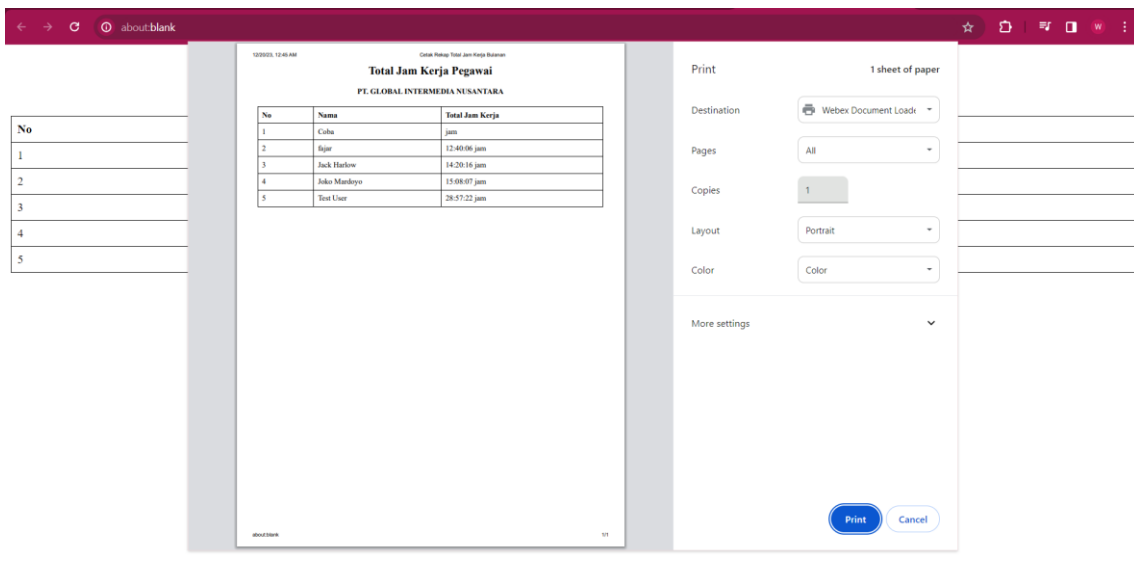 about:blank
W
12/20/23, 12:45 AM Cetak Rekap Total Jam Kerja Bulanan
Total Jam Kerja Pegawai
PT. GLOBAL INTERMEDIA NUSANTARA
No Nama Total Jam Kerja
1 Coba jam
2 fajar 12:40:06 jam
3 Jack Harlow 14:20:16 jam
4 Joko Mardoyo 15:08:07 jam
5 Test User 28:57:22 jam
about:blank 1/1
No
1
2
3
4
5
Print 1 sheet of paper
Destination Webex Document Loade
Pages All
Copies 1
Layout Portrait
Color Color
More settings
Print Cancel